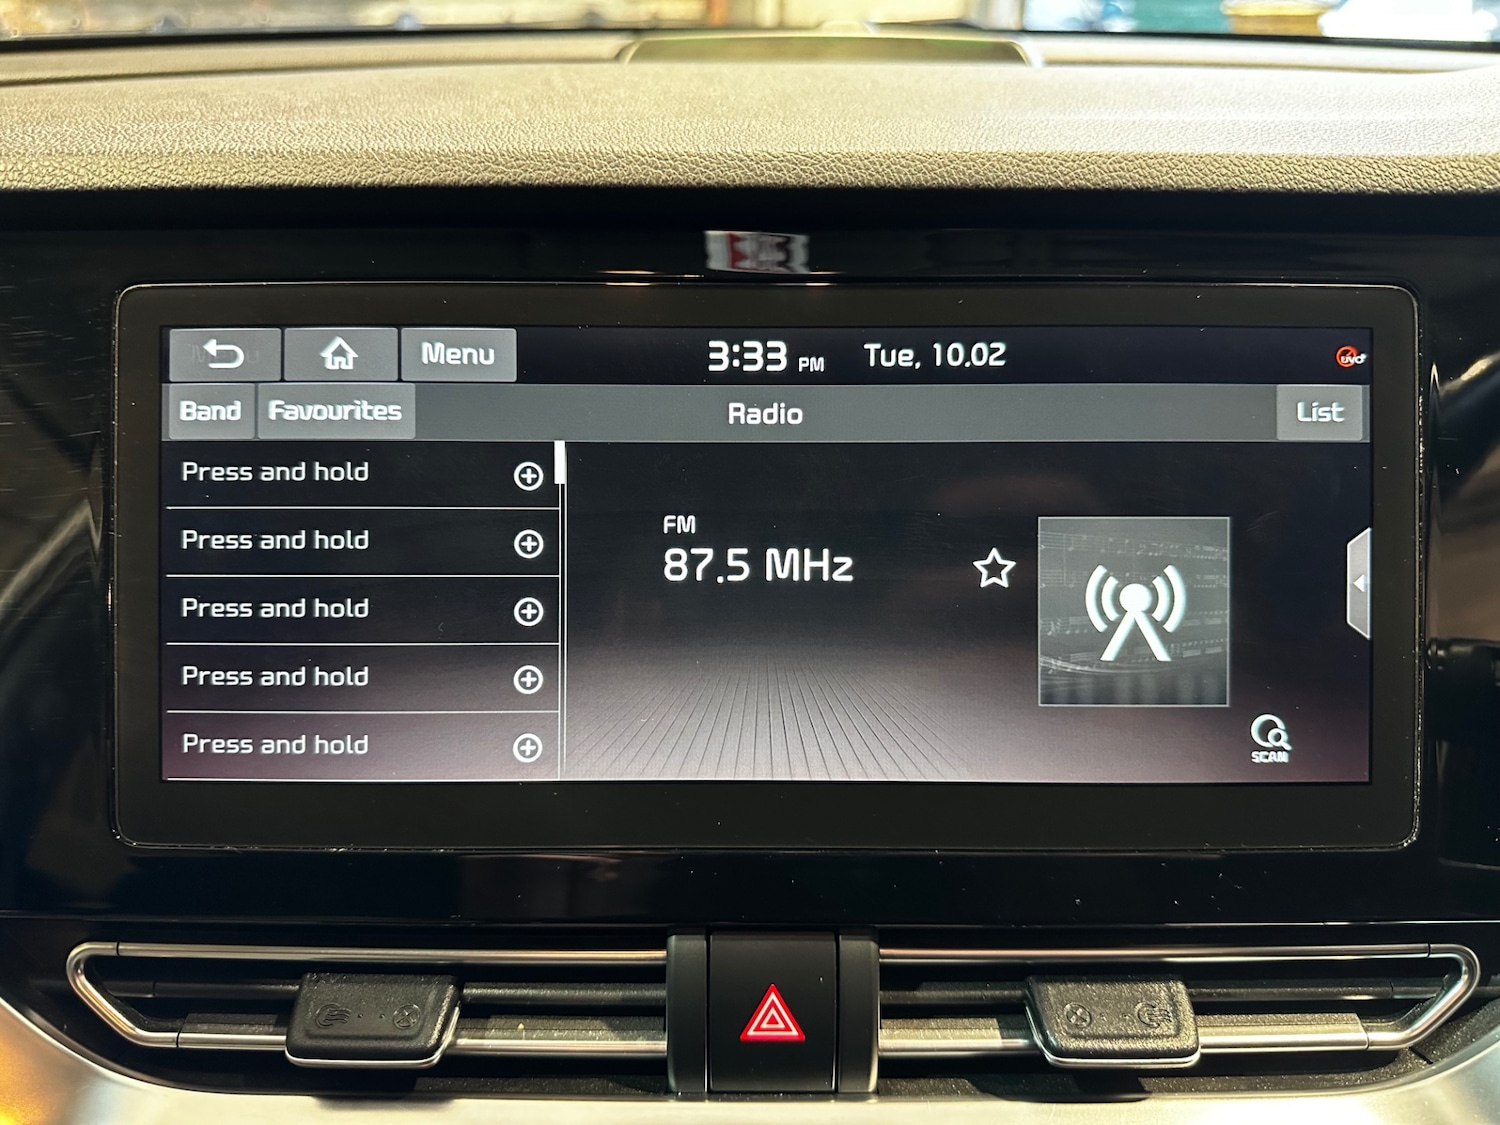 Menu
3:33 PM
Tue, 10.02
UVO+
Band
Favourites
Radio
List
Press and hold
Press and hold
Press and hold
Press and hold
Press and hold
FM
87.5 MHz
SCAN